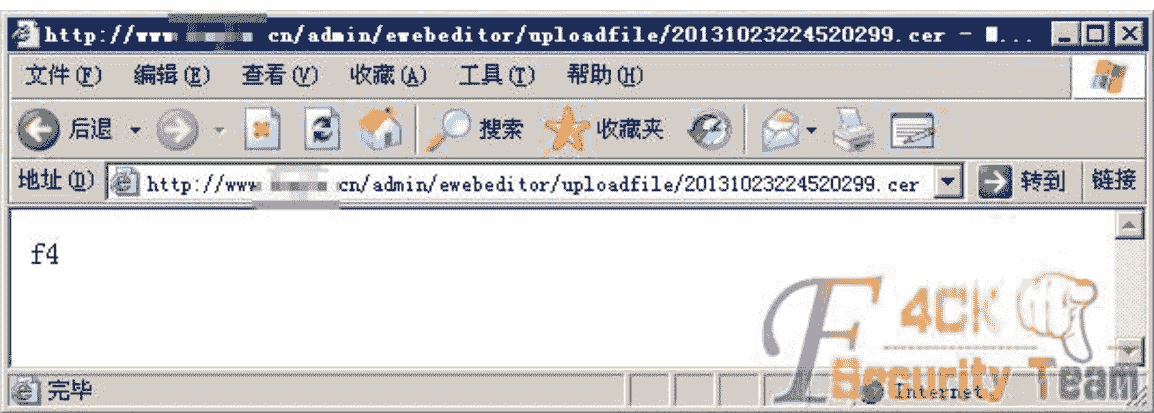 http://www cn/admin/ewebeditor/uploadfile/20131023224520299.cer - ...
文件(F) 编辑(E) 查看(V) 收藏(A) 工具(T) 帮助(H)
后退 搜索 收藏夹
地址(D) http://www cn/admin/ewebeditor/uploadfile/20131023224520299.cer 转到 链接
f4
F4CK
Security Team
完毕 Internet